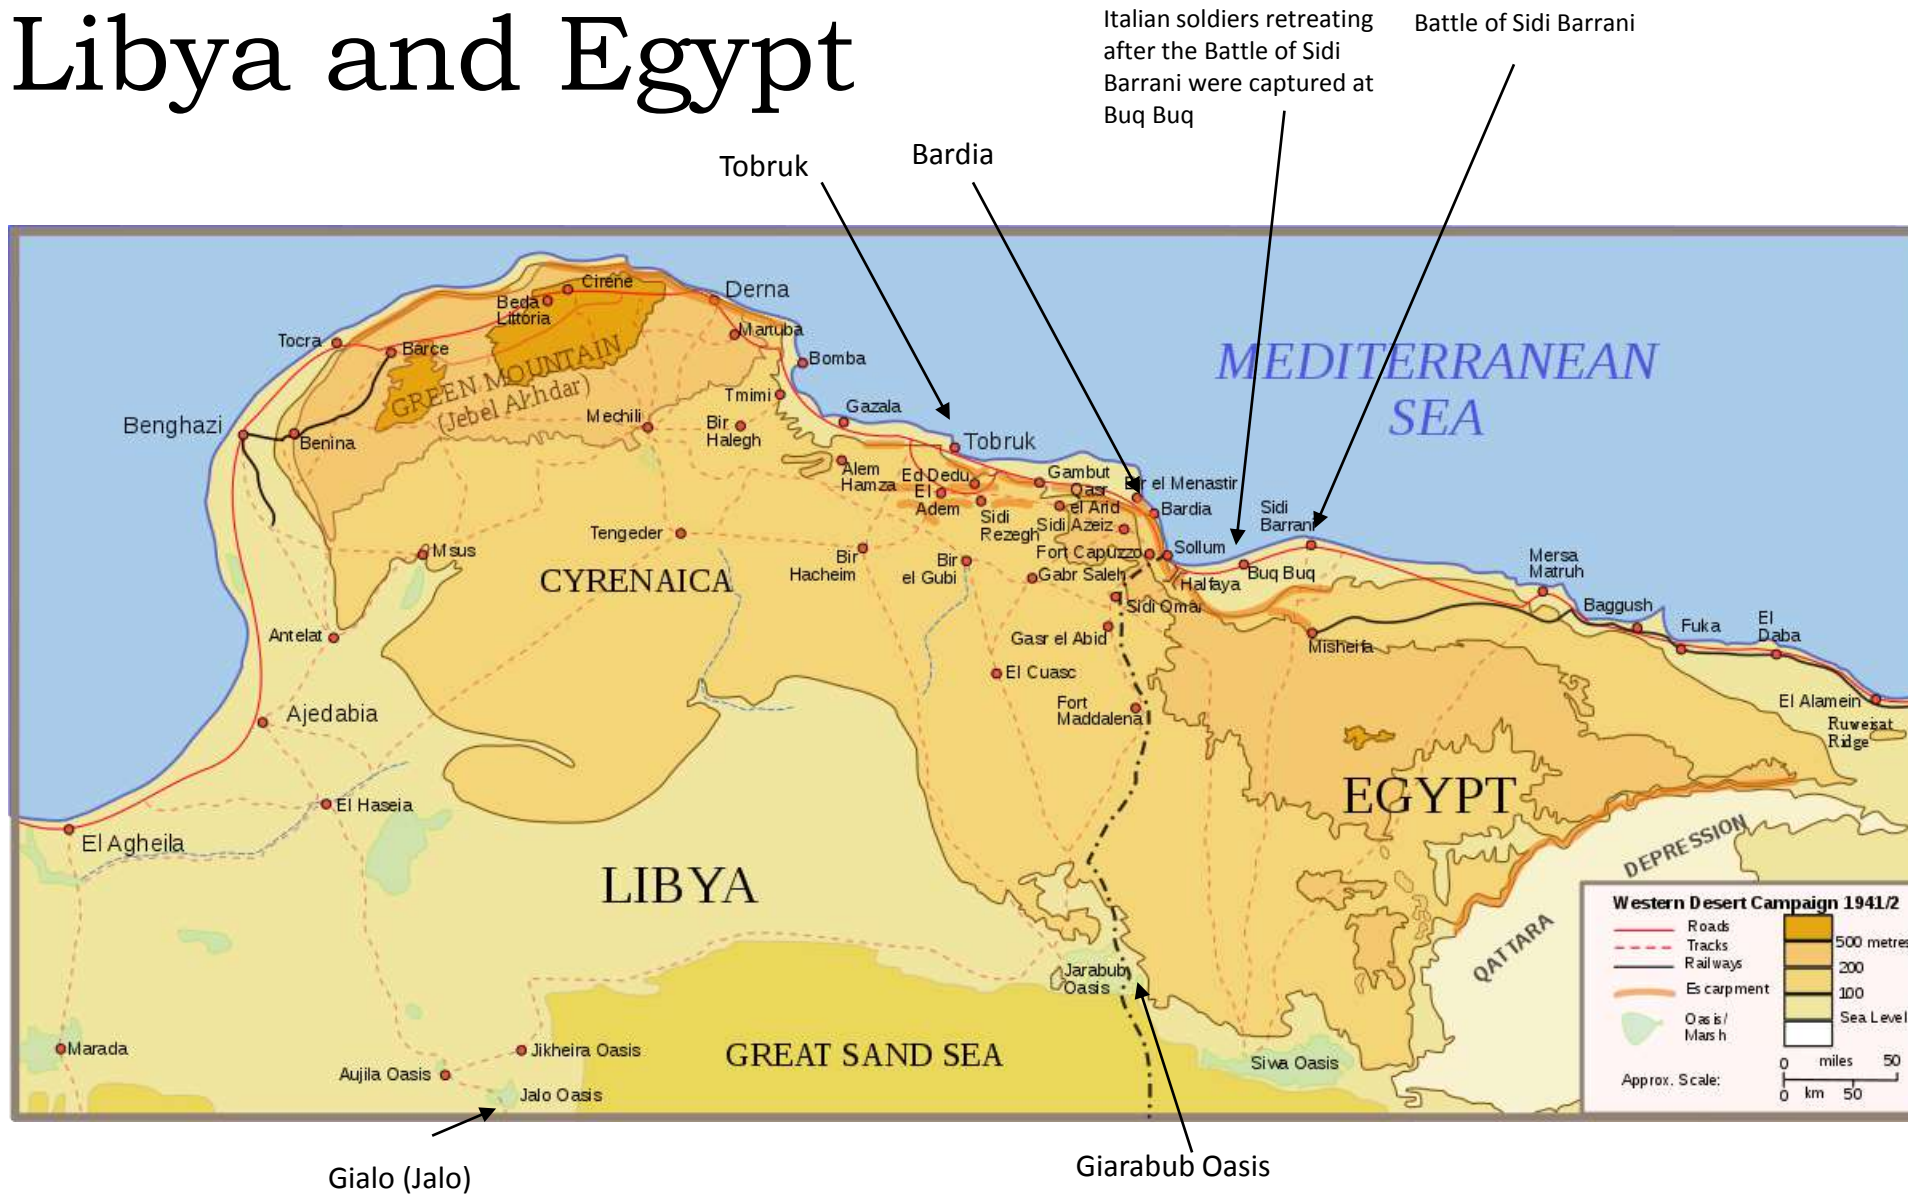 Libya and Egypt
Italian soldiers retreating
after the Battle of Sidi
Barrani were captured at
Buq Buq
Battle of Sidi Barrani
Tobruk
Bardia
Cirene
Beda
Littoria
Derna
Martuba
Tocra
Barce
Bomba
GREEN MOUNTAIN
(Jebel Akhdar)
MEDITERRANEAN
SEA
Tmimi
Gazala
Benghazi
Benina
Mechili
Bir
Halegh
Tobruk
Alem
Hamza
Ed Dedu
El
Adem
Gambut
Qasr
el Arid
Bir el Menastir
Bardia
Sidi
Rezegh
Sidi Azeiz
Sidi
Barrani
Tengeder
Msus
Bir
Hacheim
Bir
el Gubi
Fort Capuzzo
Sollum
Gabr Saleh
Halfaya
Buq Buq
Mersa
Matruh
CYRENAICA
Sidi Omar
Baggush
Fuka
El
Daba
Antelat
Gasr el Abid
Misheifa
El Cuasc
Fort
Maddalena
El Alamein
Ruweisat
Ridge
Ajedabia
El Haseia
EGYPT
El Agheila
LIBYA
QATTARA
DEPRESSION
Western Desert Campaign 1941/2
Roads
Tracks
Railways
Escarpment
Oasis/
Marsh
500 metres
200
100
Sea Level
0 miles 50
Approx. Scale:
0 km 50
Jarabub
Oasis
Marada
Jikheira Oasis
Aujila Oasis
Jalo Oasis
GREAT SAND SEA
Siwa Oasis
Gialo (Jalo)
Giarabub Oasis